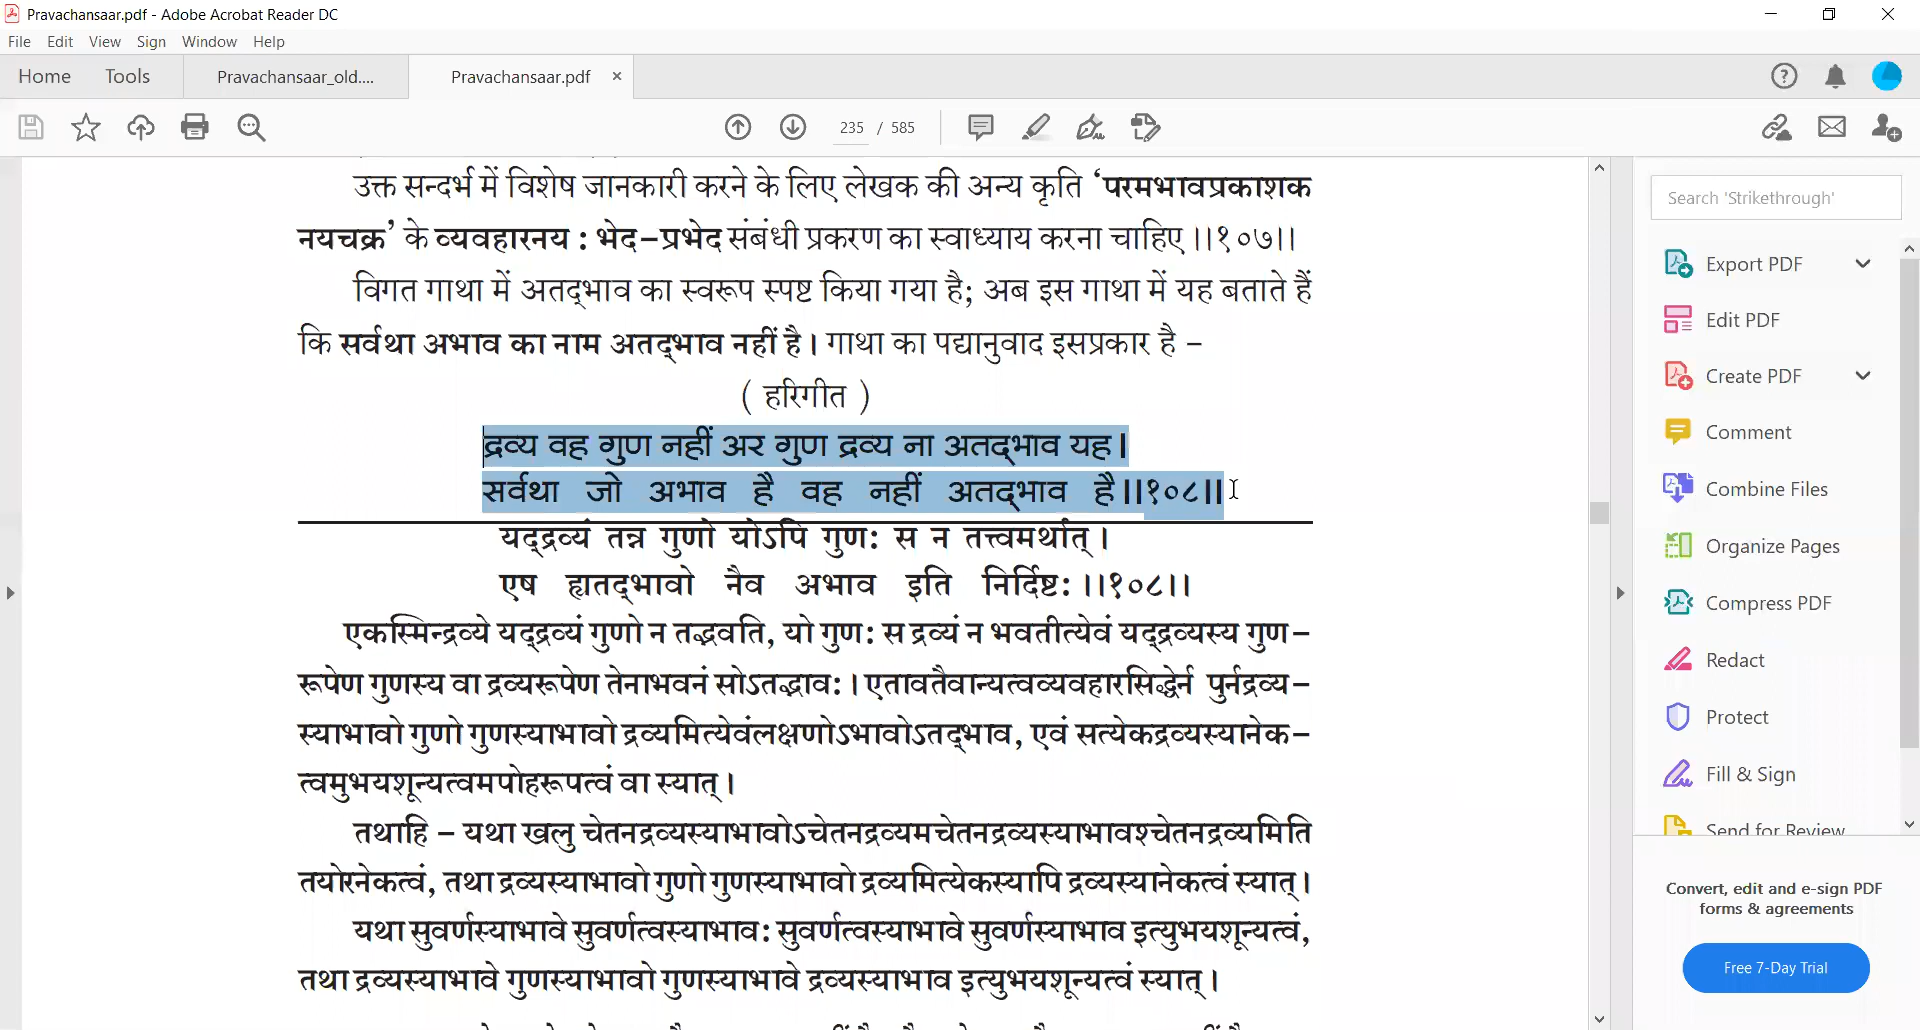 Pravachansaar.pdf - Adobe Acrobat Reader DC
File Edit View Sign Window Help
Home Tools Pravachansaar_old.... Pravachansaar.pdf ×
235 / 585
उक्त सन्दर्भ में विशेष जानकारी करने के लिए लेखक की अन्य कृति ‘परमभावप्रकाशक
नयचक्र’ के व्यवहारनय : भेद-प्रभेद संबंधी प्रकरण का स्वाध्याय करना चाहिए ।।१०७।।
विगत गाथा में अतद्भाव का स्वरूप स्पष्ट किया गया है; अब इस गाथा में यह बताते हैं
कि सर्वथा अभाव का नाम अतद्भाव नहीं है। गाथा का पद्यानुवाद इसप्रकार है -
( हरिगीत )
द्रव्य वह गुण नहीं अर गुण द्रव्य ना अतद्भाव यह।
सर्वथा जो अभाव है वह नहीं अतद्भाव है।।१०८।।
यद्द्रव्यं तन्न गुणो योऽपि गुण: स न तत्त्वमर्थात्।
एष ह्यतद्भावो नैव अभाव इति निर्दिष्ट: ।।१०८।।
एकस्मिन्द्रव्ये यद्द्रव्यं गुणो न तद्भवति, यो गुण: स द्रव्यं न भवतीत्येवं यद्द्रव्यस्य गुण-
रूपेण गुणस्य वा द्रव्यरूपेण तेनाभवनं सोऽतद्भाव:। एतावतैवान्यत्वव्यवहारसिद्धेर्न पुर्नद्रव्य-
स्याभावो गुणो गुणस्याभावो द्रव्यमित्येवंलक्षणोऽभावोऽतद्भाव, एवं सत्येकद्रव्यस्यानेक-
त्वमुभयशून्यत्वमपोहरूपत्वं वा स्यात्।
तथाहि - यथा खलु चेतनद्रव्यस्याभावोऽचेतनद्रव्यमचेतनद्रव्यस्याभावश्चेतनद्रव्यमिति
तयोरनेकत्वं, तथा द्रव्यस्याभावो गुणो गुणस्याभावो द्रव्यमित्येकस्यापि द्रव्यस्यानेकत्वं स्यात्।
यथा सुवर्णस्याभावे सुवर्णत्वस्याभाव: सुवर्णत्वस्याभावे सुवर्णस्याभाव इत्युभयशून्यत्वं,
तथा द्रव्यस्याभावे गुणस्याभावो गुणस्याभावे द्रव्यस्याभाव इत्युभयशून्यत्वं स्यात्।
Search 'Strikethrough'
Export PDF
Edit PDF
Create PDF
Comment
Combine Files
Organize Pages
Compress PDF
Redact
Protect
Fill & Sign
Send for Review
Convert, edit and e-sign PDF
forms & agreements
Free 7-Day Trial